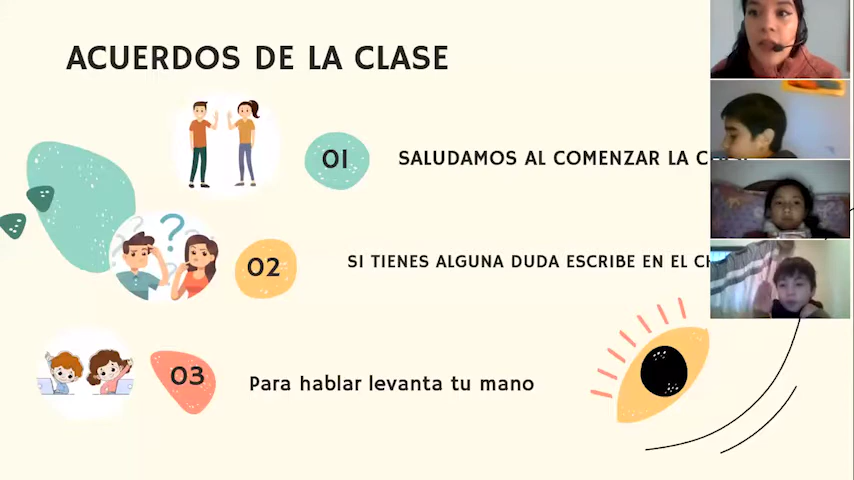 ACUERDOS DE LA CLASE
01
SALUDAMOS AL COMENZAR LA
02
SI TIENES ALGUNA DUDA ESCRIBE EN EL
03
Para hablar levanta tu mano